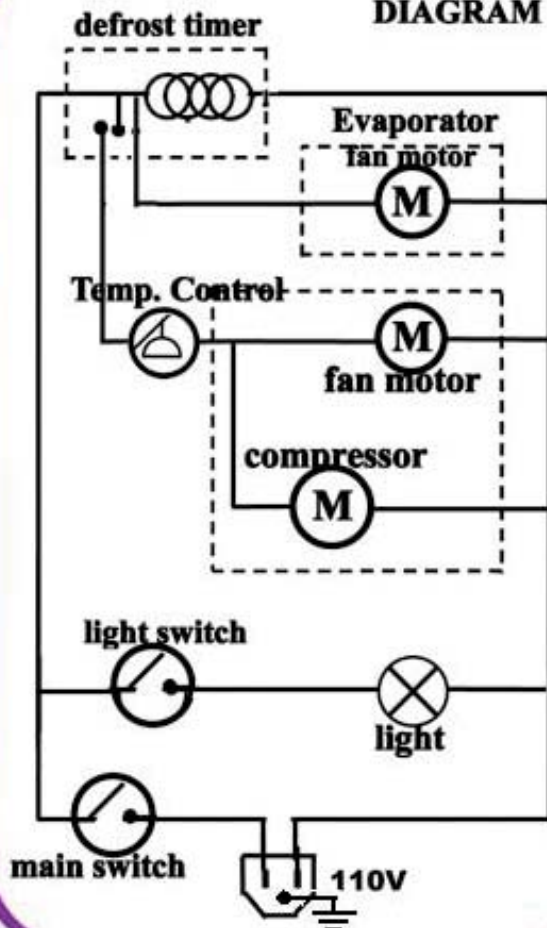 DIAGRAM
defrost timer
Evaporator
fan motor
M
Temp. Control
M
fan motor
compressor
M
light switch
light
main switch
110V